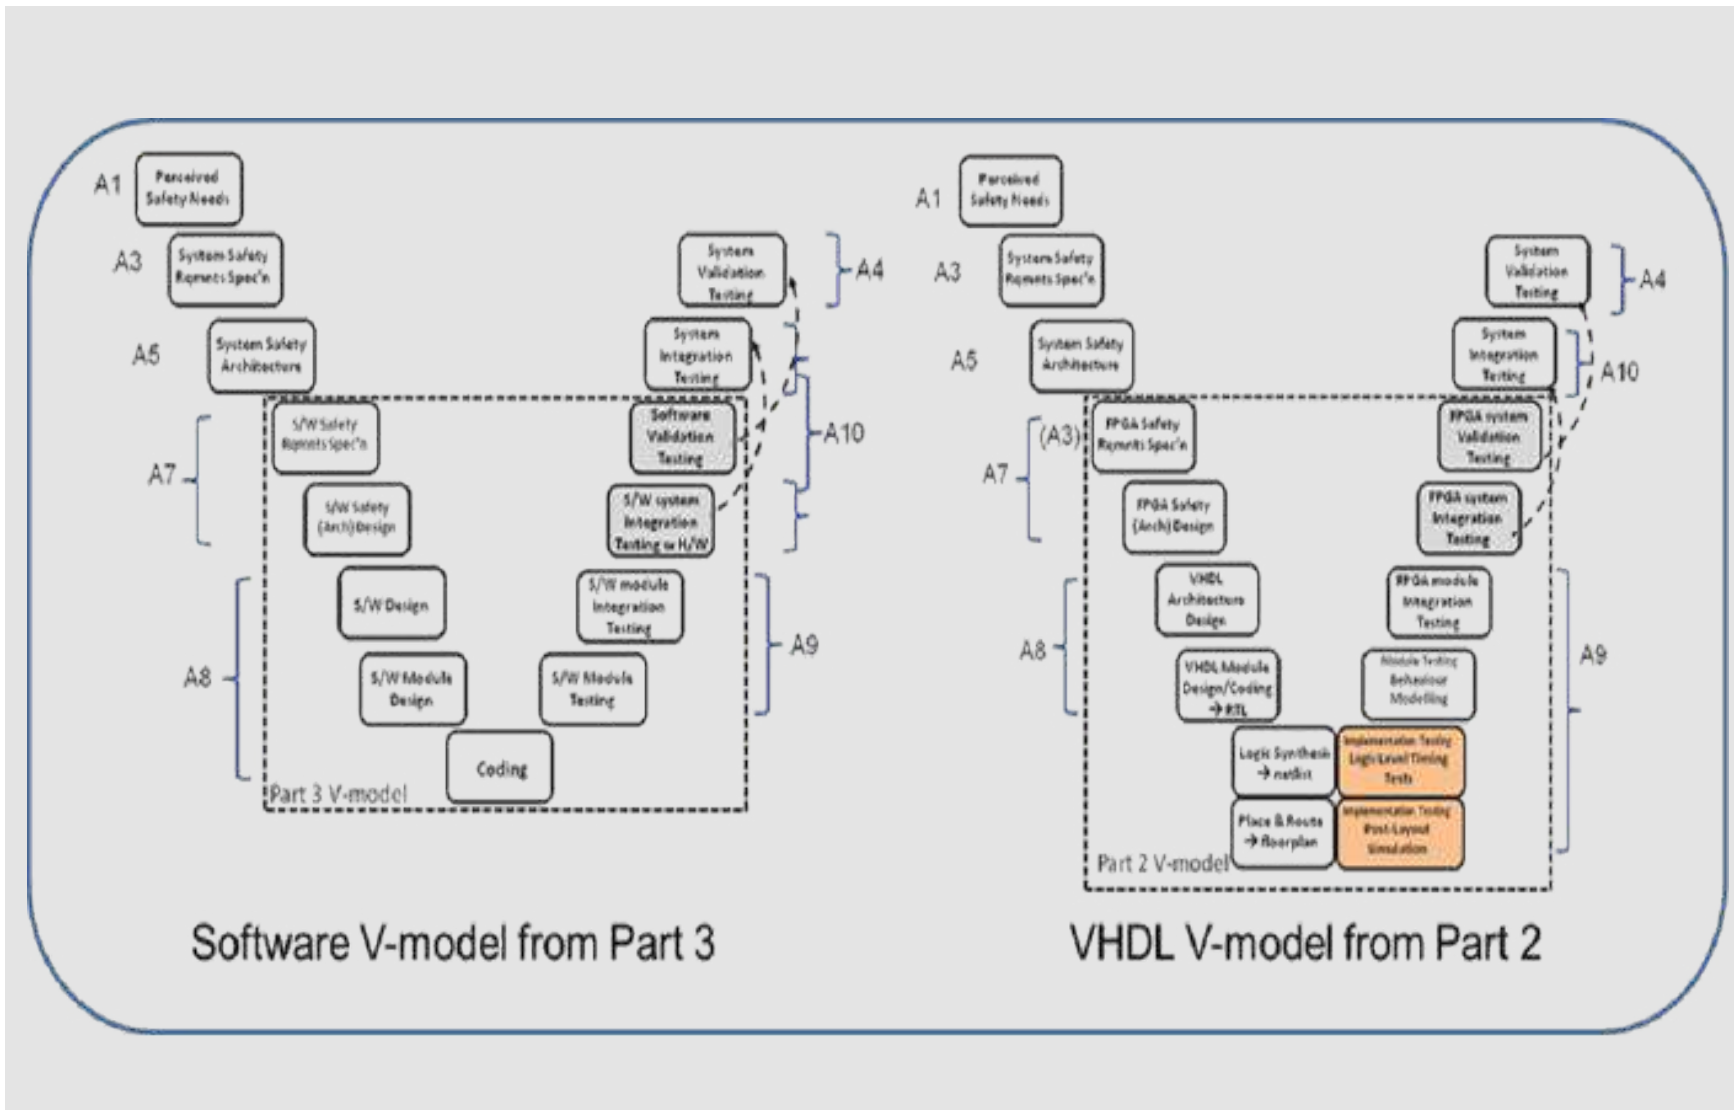 A1
Perceived
Safety Needs
A3
System Safety
Rqmnts Spec'n
A5
System Safety
Architecture
A7
S/W Safety
Rqmnts Spec'n
S/W Safety
(Arch) Design
A8
S/W Design
S/W Module
Design
Coding
S/W Module
Testing
S/W module
Integration
Testing
A9
S/W system
Integration
Testing on H/W
Software
Validation
Testing
A10
System
Integration
Testing
System
Validation
Testing
A4
Part 3 V-model
Software V-model from Part 3
A1
Perceived
Safety Needs
A3
System Safety
Rqmnts Spec'n
A5
System Safety
Architecture
A7
(A3)
FPGA Safety
Rqmnts Spec'n
FPGA Safety
(Arch) Design
A8
VHDL
Architecture
Design
VHDL Module
Design/Coding
→ RTL
Logic Synthesis
→ netlist
Place & Route
→ floorplan
Implementation Testing
Post-Layout
Simulation
Implementation Testing
Logic Level Timing
Tests
Module Testing
Behaviour
Modelling
FPGA module
Integration
Testing
A9
FPGA system
Integration
Testing
FPGA system
Validation
Testing
System
Integration
Testing
A10
System
Validation
Testing
A4
Part 2 V-model
VHDL V-model from Part 2